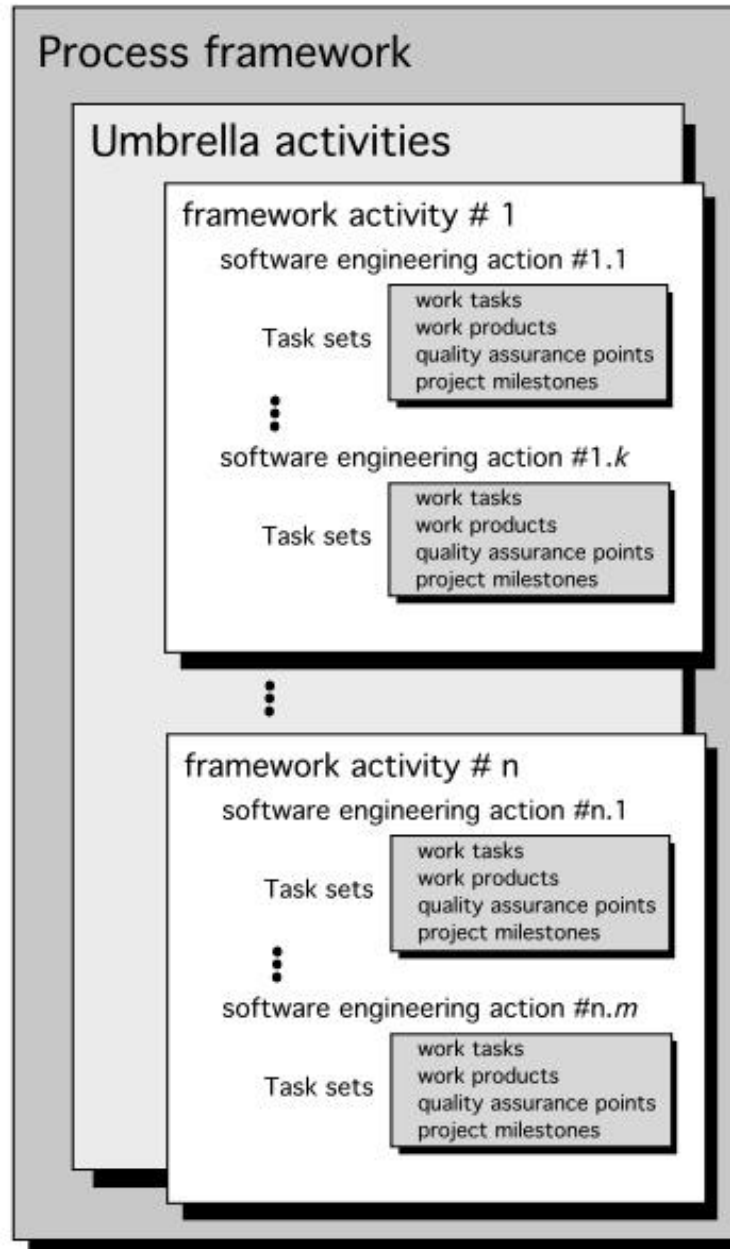 Process framework
Umbrella activities
framework activity # 1
software engineering action #1.1
Task sets
work tasks
work products
quality assurance points
project milestones
software engineering action #1.k
Task sets
work tasks
work products
quality assurance points
project milestones
framework activity # n
software engineering action #n.1
Task sets
work tasks
work products
quality assurance points
project milestones
software engineering action #n.m
Task sets
work tasks
work products
quality assurance points
project milestones